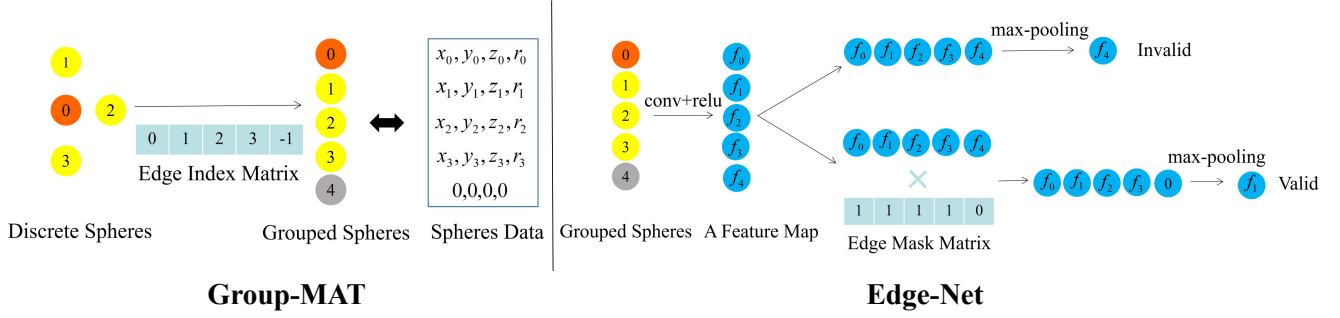 1
0 2
3
0 1 2 3 -1
Edge Index Matrix
Discrete Spheres
0
1
2
3
4
Grouped Spheres
x₀, y₀, z₀, r₀
x₁, y₁, z₁, r₁
x₂, y₂, z₂, r₂
x₃, y₃, z₃, r₃
0,0,0,0
Spheres Data
Group-MAT
0
1
2
3
4
Grouped Spheres
conv+relu
f₀
f₁
f₂
f₃
f₄
A Feature Map
f₀ f₁ f₂ f₃ f₄
max-pooling
f₄
Invalid
f₀ f₁ f₂ f₃ f₄
×
1 1 1 1 0
Edge Mask Matrix
f₀ f₁ f₂ f₃ 0
max-pooling
f₁
Valid
Edge-Net